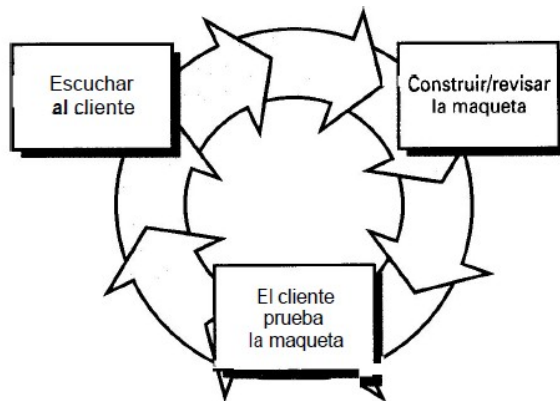 Escuchar
al cliente
Construir/revisar
la maqueta
El cliente
prueba
la maqueta